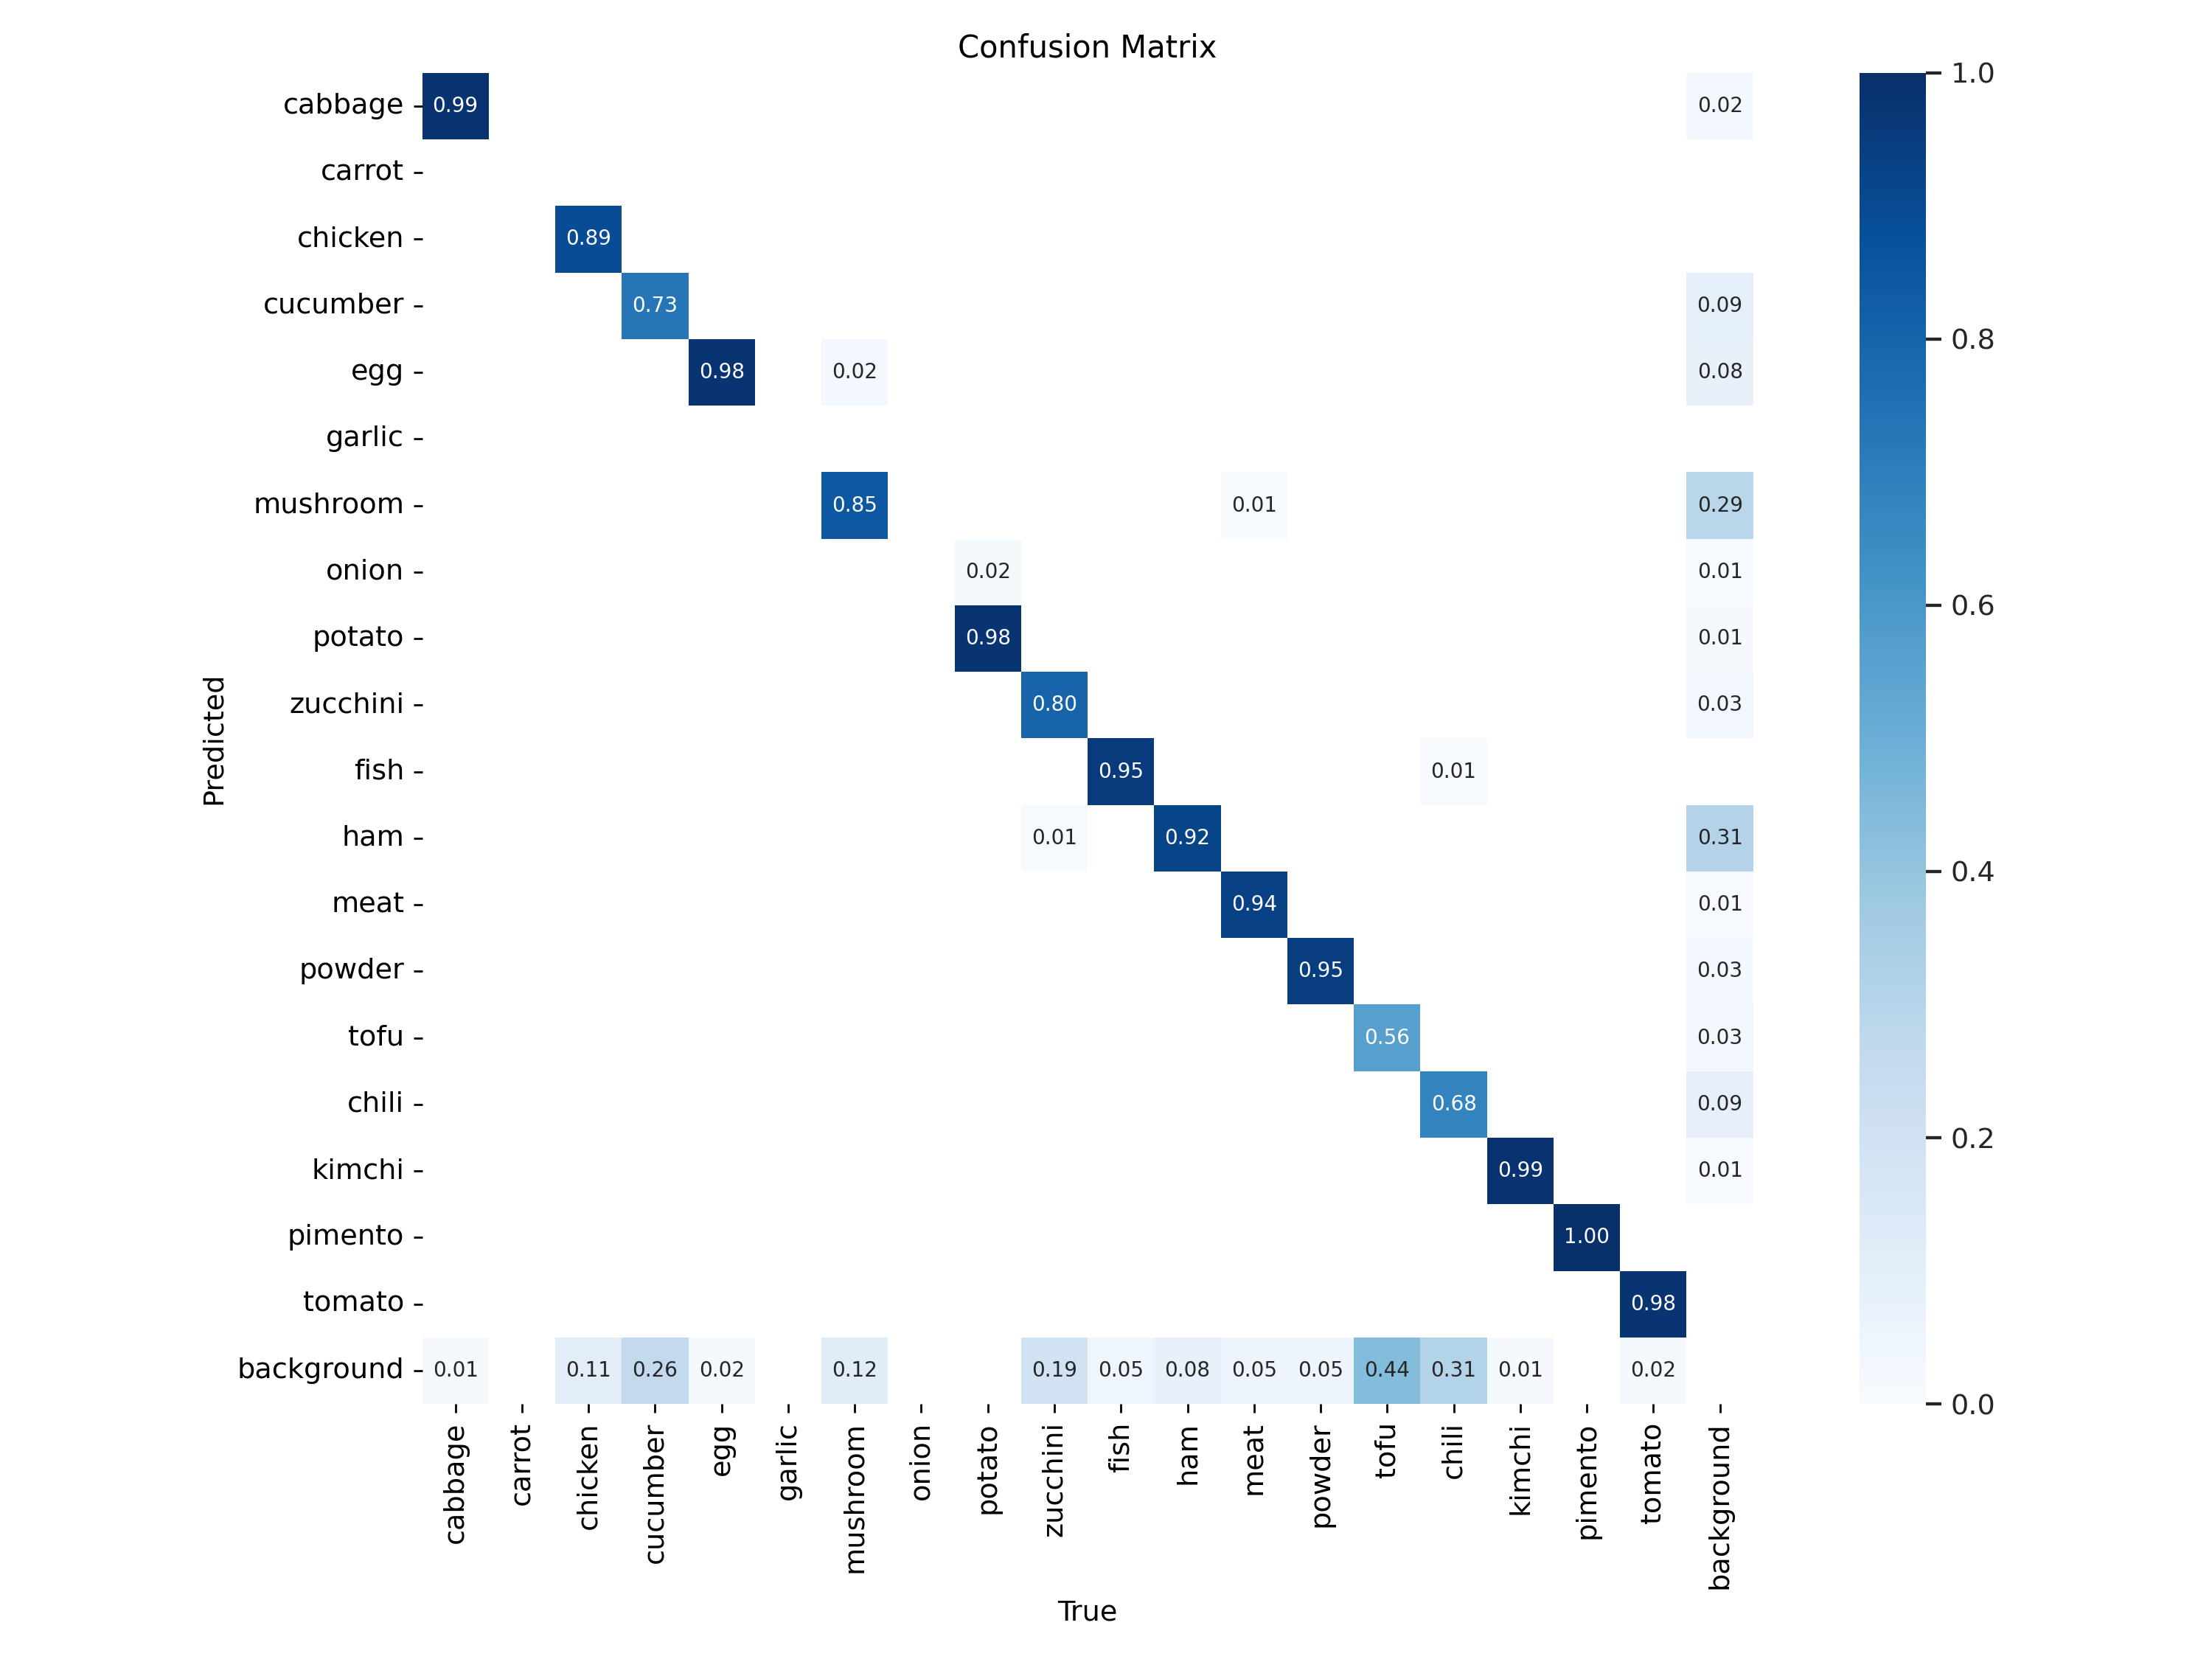 Confusion Matrix
cabbage 0.99 0.02
carrot
chicken 0.89
cucumber 0.73 0.09
egg 0.98 0.02 0.08
garlic
mushroom 0.85 0.01 0.29
onion 0.02 0.01
potato 0.98 0.01
zucchini 0.80 0.03
fish 0.95 0.01
ham 0.01 0.92 0.31
meat 0.94 0.01
powder 0.95 0.03
tofu 0.56 0.03
chili 0.68 0.09
kimchi 0.99 0.01
pimento 1.00
tomato 0.98
background 0.01 0.11 0.26 0.02 0.12 0.19 0.05 0.08 0.05 0.05 0.44 0.31 0.01 0.02
Predicted
cabbage
carrot
chicken
cucumber
egg
garlic
mushroom
onion
potato
zucchini
fish
ham
meat
powder
tofu
chili
kimchi
pimento
tomato
background
True
1.0
0.8
0.6
0.4
0.2
0.0